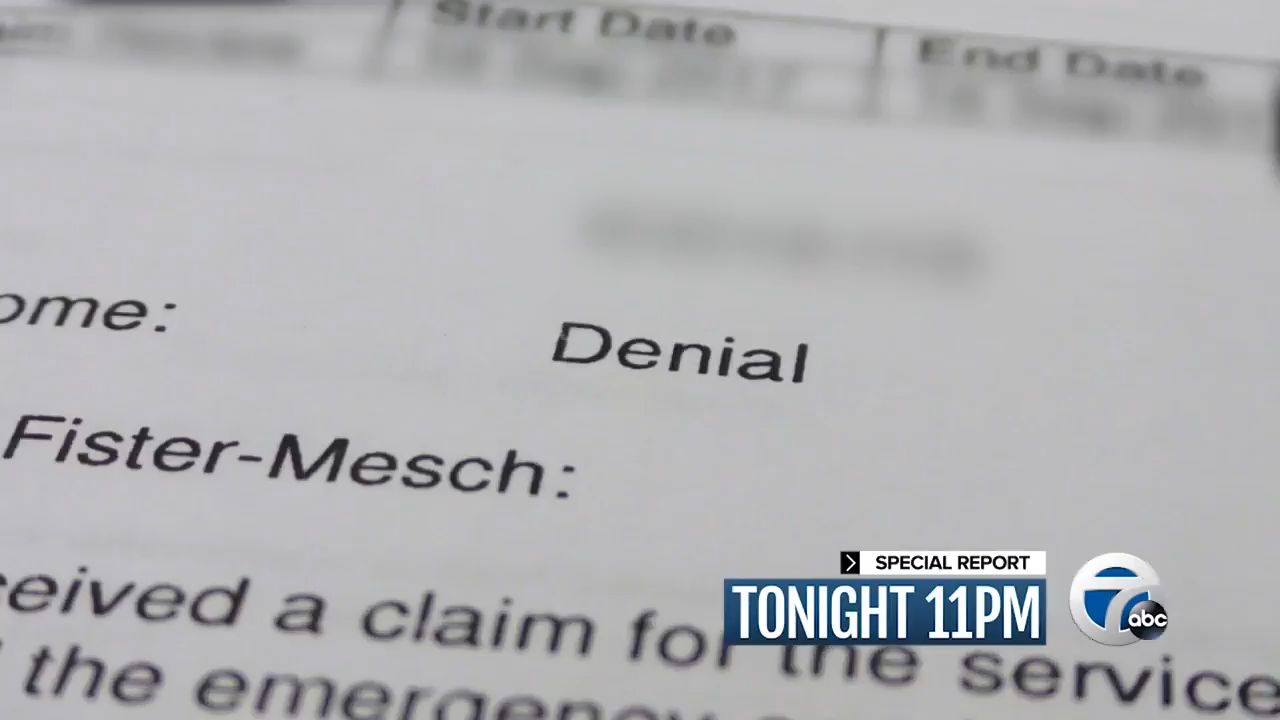 Start Date End Date
ome: Denial
Fister-Mesch:
eived a claim for the service
the emergency
SPECIAL REPORT
TONIGHT 11PM
7 abc